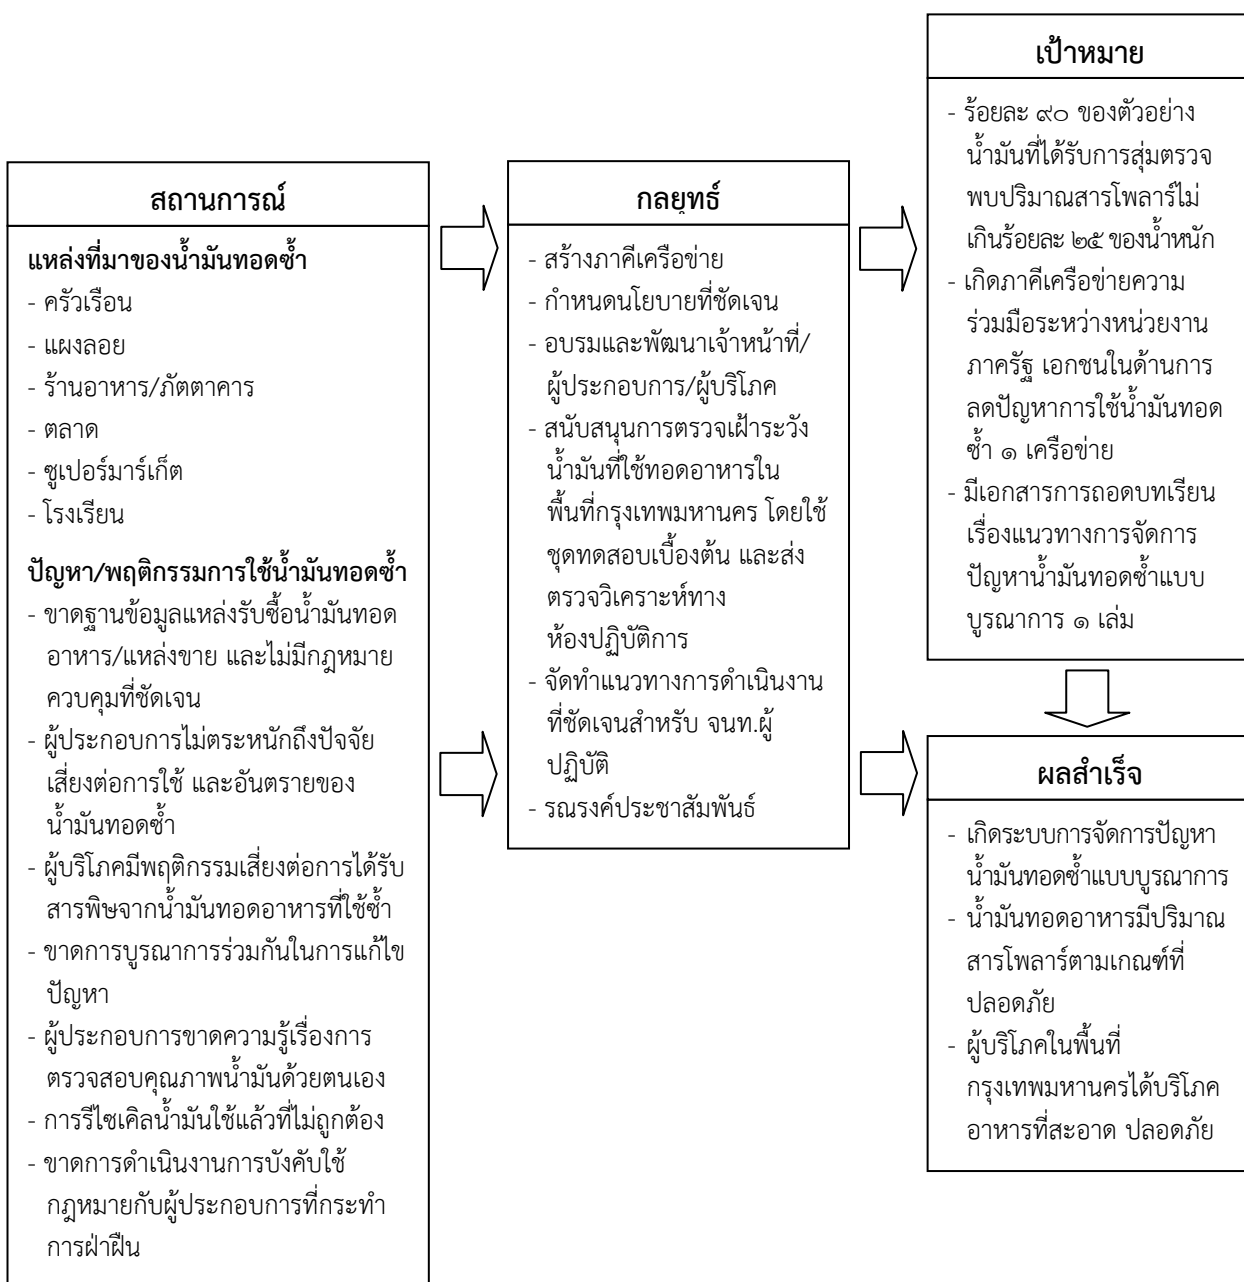 สถานการณ์
แหล่งที่มาของน้ำมันทอดซ้ำ
- ครัวเรือน
- แผงลอย
- ร้านอาหาร/ภัตตาคาร
- ตลาด
- ซูเปอร์มาร์เก็ต
- โรงเรียน
ปัญหา/พฤติกรรมการใช้น้ำมันทอดซ้ำ
- ขาดฐานข้อมูลแหล่งรับซื้อน้ำมันทอด
อาหาร/แหล่งขาย และไม่มีกฎหมาย
ควบคุมที่ชัดเจน
- ผู้ประกอบการไม่ตระหนักถึงปัจจัย
เสี่ยงต่อการใช้ และอันตรายของ
น้ำมันทอดซ้ำ
- ผู้บริโภคมีพฤติกรรมเสี่ยงต่อการได้รับ
สารพิษจากน้ำมันทอดอาหารที่ใช้ซ้ำ
- ขาดการบูรณาการร่วมกันในการแก้ไข
ปัญหา
- ผู้ประกอบการขาดความรู้เรื่องการ
ตรวจสอบคุณภาพน้ำมันด้วยตนเอง
- การรีไซเคิลน้ำมันใช้แล้วที่ไม่ถูกต้อง
- ขาดการดำเนินงานการบังคับใช้
กฎหมายกับผู้ประกอบการที่กระทำ
การฝ่าฝืน
กลยุทธ์
- สร้างภาคีเครือข่าย
- กำหนดนโยบายที่ชัดเจน
- อบรมและพัฒนาเจ้าหน้าที่/
ผู้ประกอบการ/ผู้บริโภค
- สนับสนุนการตรวจเฝ้าระวัง
น้ำมันที่ใช้ทอดอาหารใน
พื้นที่กรุงเทพมหานคร โดยใช้
ชุดทดสอบเบื้องต้น และส่ง
ตรวจวิเคราะห์ทาง
ห้องปฏิบัติการ
- จัดทำแนวทางการดำเนินงาน
ที่ชัดเจนสำหรับ จนท.ผู้
ปฏิบัติ
- รณรงค์ประชาสัมพันธ์
เป้าหมาย
- ร้อยละ ๙๐ ของตัวอย่าง
น้ำมันที่ได้รับการสุ่มตรวจ
พบปริมาณสารโพลาร์ไม่
เกินร้อยละ ๒๕ ของน้ำหนัก
- เกิดภาคีเครือข่ายความ
ร่วมมือระหว่างหน่วยงาน
ภาครัฐ เอกชนในด้านการ
ลดปัญหาการใช้น้ำมันทอด
ซ้ำ ๑ เครือข่าย
- มีเอกสารการถอดบทเรียน
เรื่องแนวทางการจัดการ
ปัญหาน้ำมันทอดซ้ำแบบ
บูรณาการ ๑ เล่ม
ผลสำเร็จ
- เกิดระบบการจัดการปัญหา
น้ำมันทอดซ้ำแบบบูรณาการ
- น้ำมันทอดอาหารมีปริมาณ
สารโพลาร์ตามเกณฑ์ที่
ปลอดภัย
- ผู้บริโภคในพื้นที่
กรุงเทพมหานครได้บริโภค
อาหารที่สะอาด ปลอดภัย